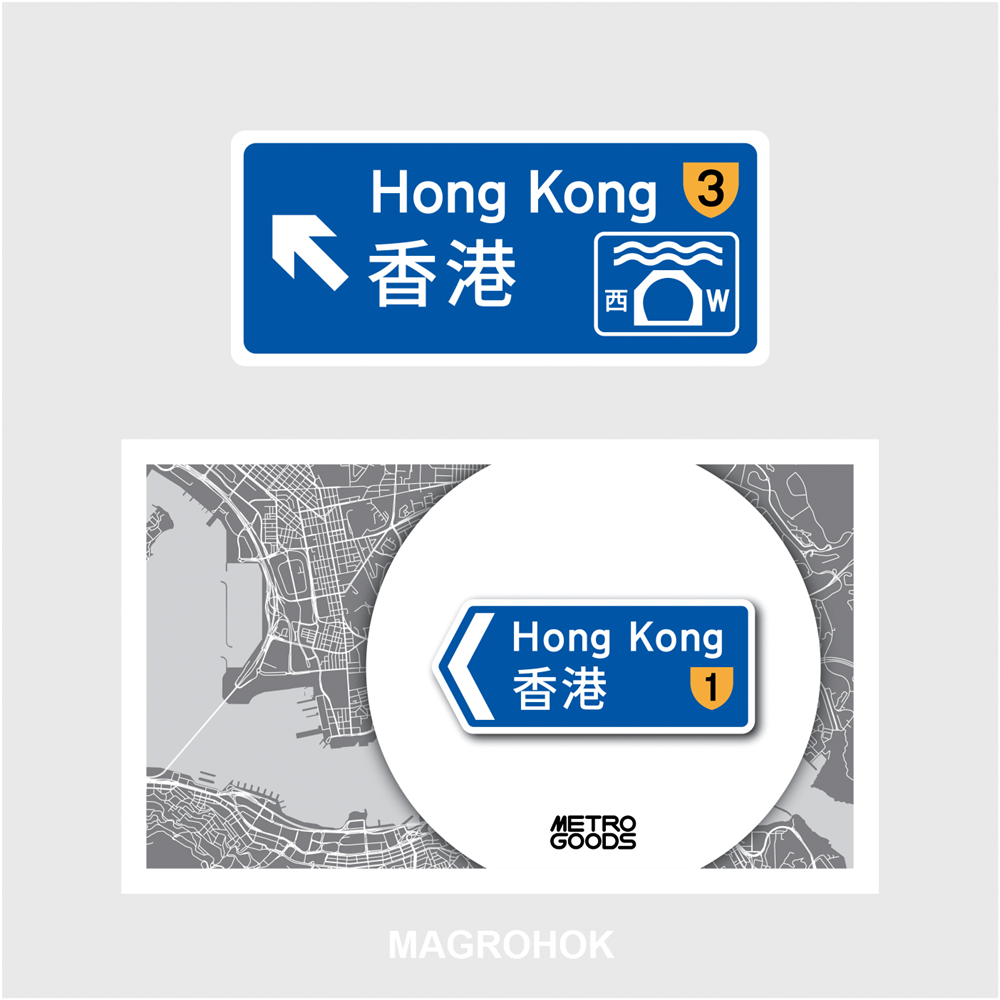 Hong Kong 3
香港
西 W
Hong Kong
香港 1
METRO
GOODS
MAGROHOK